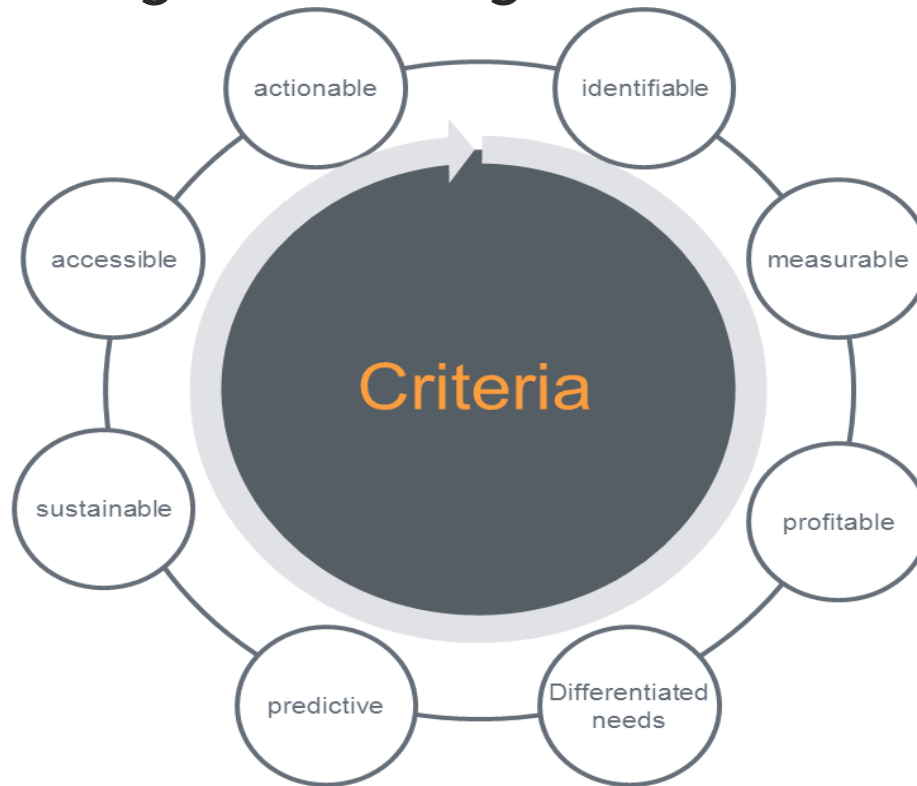 actionable
identifiable
accessible
measurable
Criteria
sustainable
profitable
predictive
Differentiated
needs